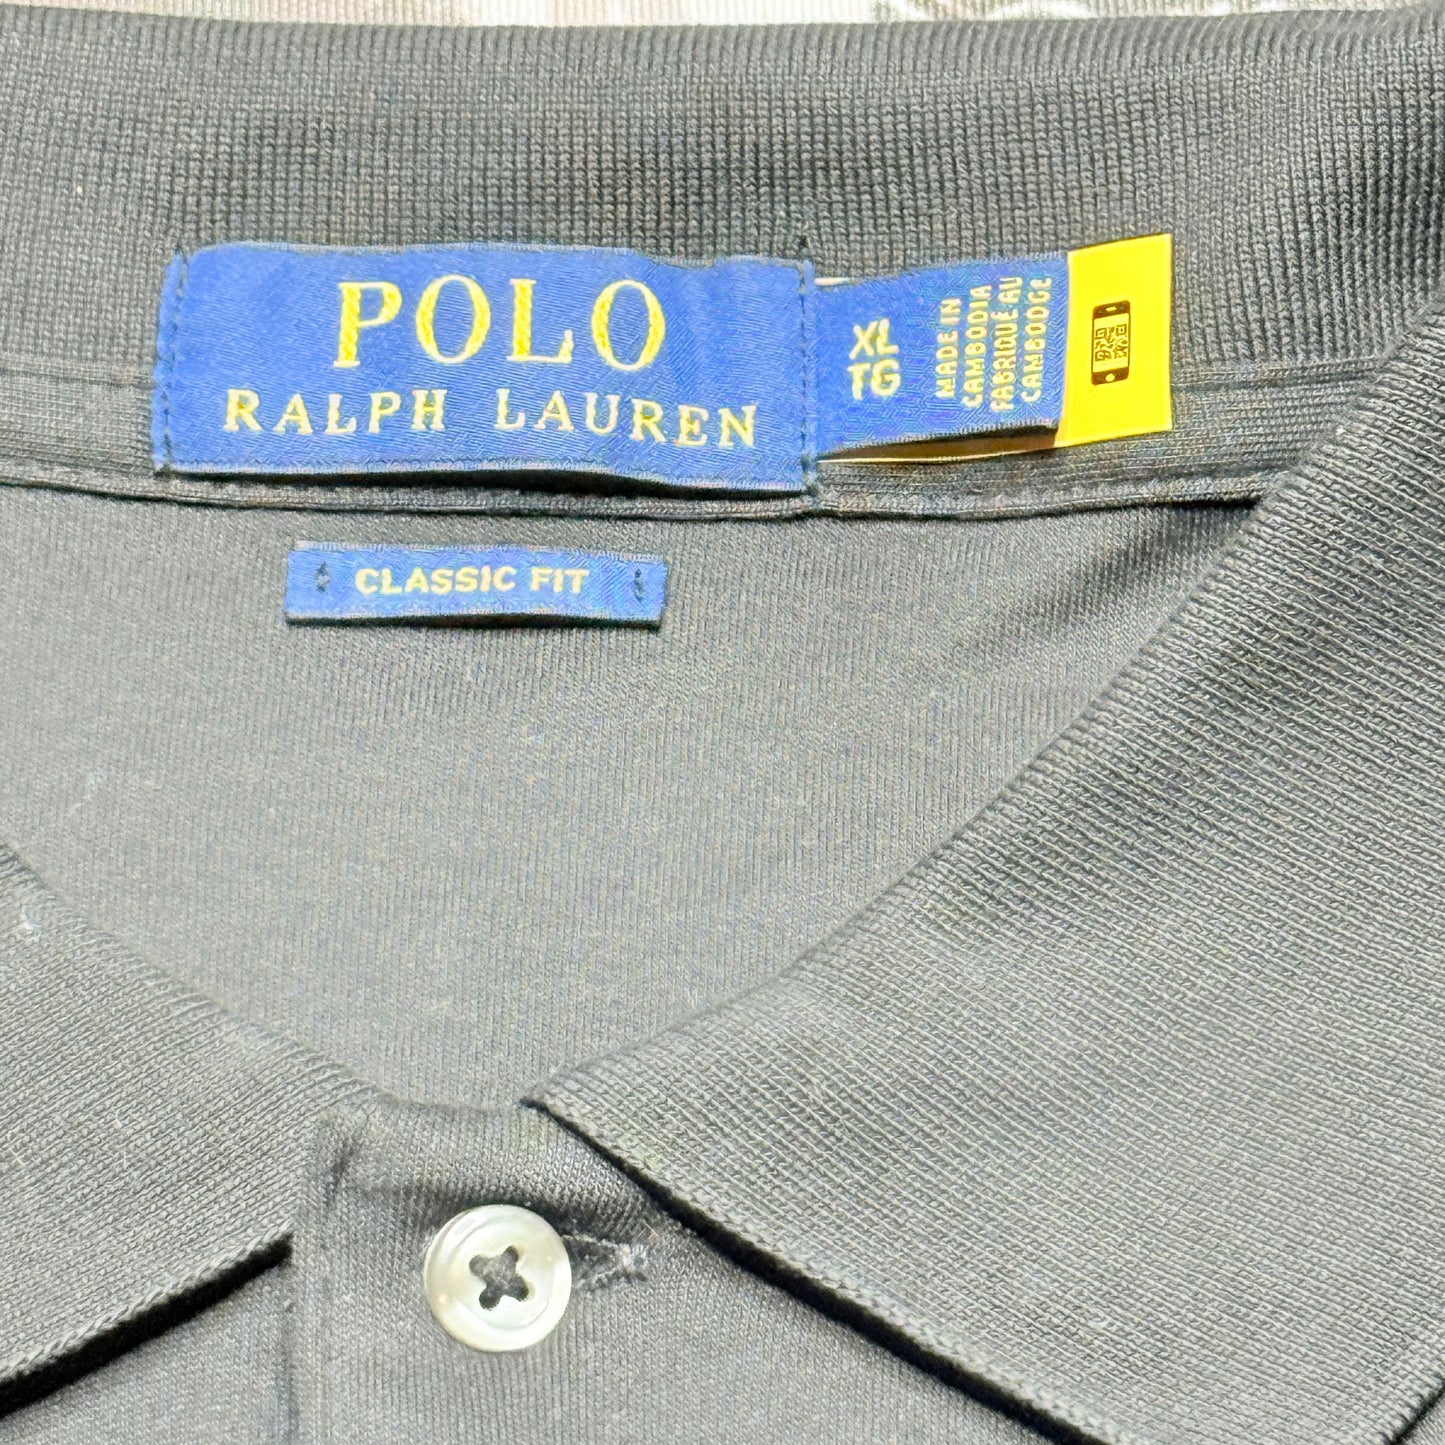 POLO
RALPH LAUREN
XL
TG
MADE IN
CAMBODIA
FABRIQUÉ AU
CAMBODGE
CLASSIC FIT